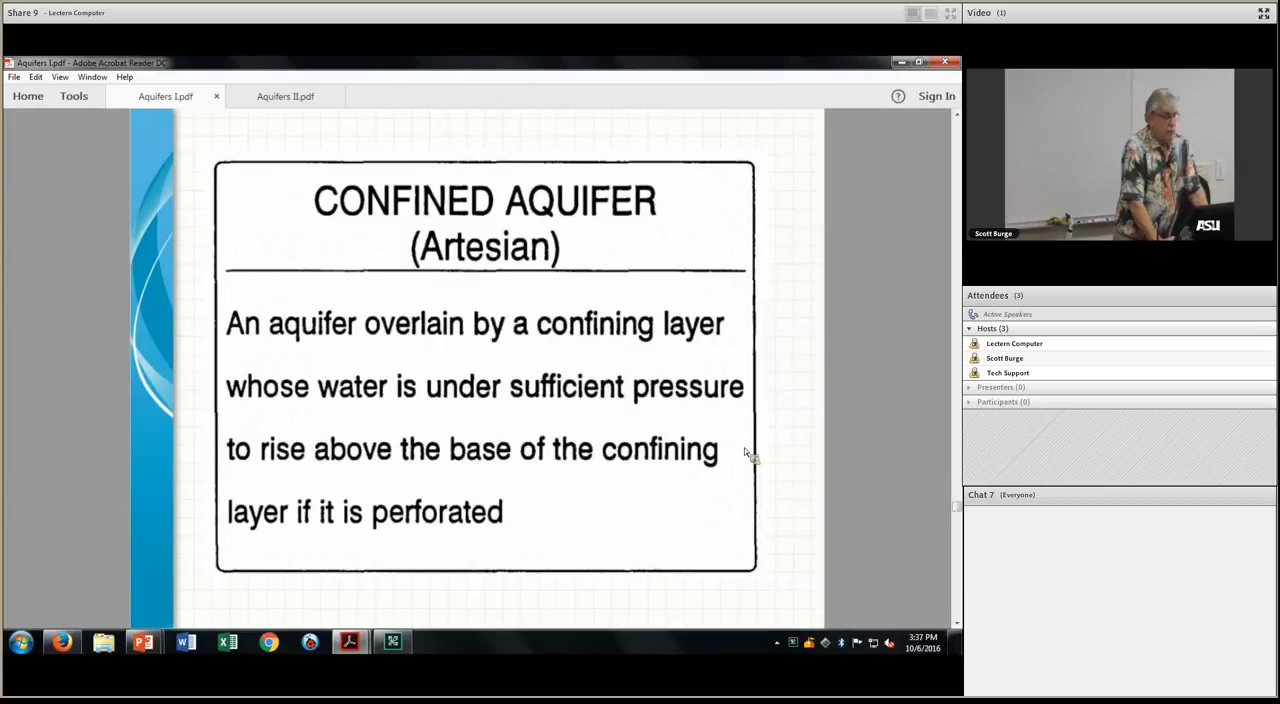 Share 9 - Lectern Computer
Video (1)
Aquifers I.pdf - Adobe Acrobat Reader DC
File Edit View Window Help
Home Tools Aquifers I.pdf × Aquifers II.pdf ? Sign In
CONFINED AQUIFER
(Artesian)
An aquifer overlain by a confining layer
whose water is under sufficient pressure
to rise above the base of the confining
layer if it is perforated
ASU
Scott Burge
Attendees (3)
Active Speakers
Hosts (3)
Lectern Computer
Scott Burge
Tech Support
Presenters (0)
Participants (0)
Chat 7 (Everyone)
3:37 PM
10/6/2016